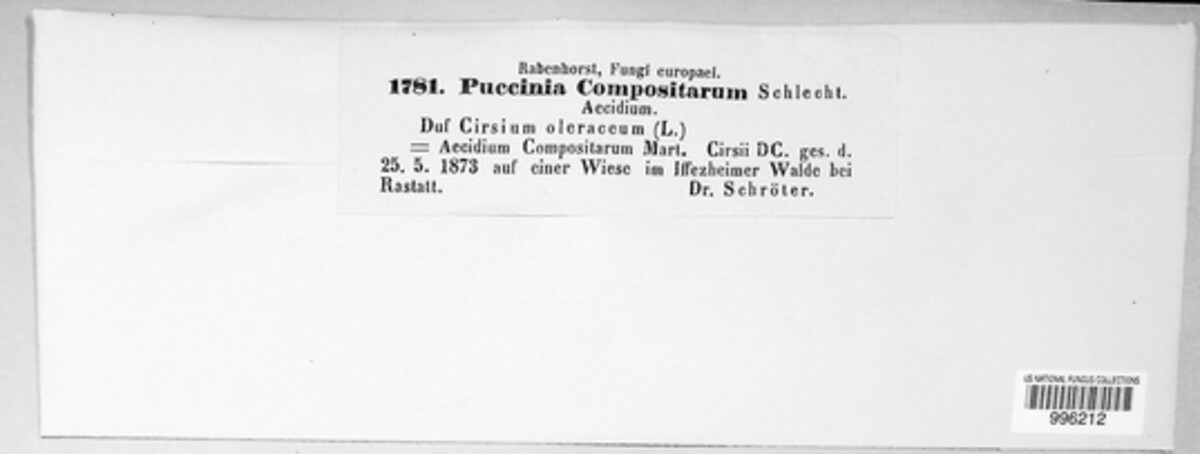 Rabenhorst, Fungi europaei.
1781. Puccinia Compositarum Schlecht.
Aecidium.
Duf Cirsium oleraceum (L.)
= Aecidium Compositarum Mart. Cirsii DC. ges. d.
25. 5. 1873 auf einer Wiese im Iffezheimer Walde bei
Rastatt. Dr. Schröter.
US NATIONAL FUNGUS COLLECTIONS
996212